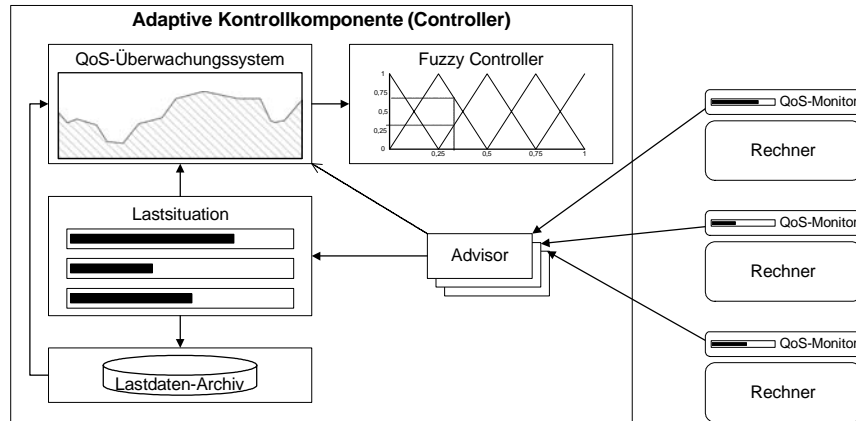 Adaptive Kontrollkomponente (Controller)
QoS-Überwachungssystem
Fuzzy Controller
1
0,75
0,5
0,25
0
0,25
0,5
0,75
1
Lastsituation
Advisor
Lastdaten-Archiv
QoS-Monitor
Rechner
QoS-Monitor
Rechner
QoS-Monitor
Rechner